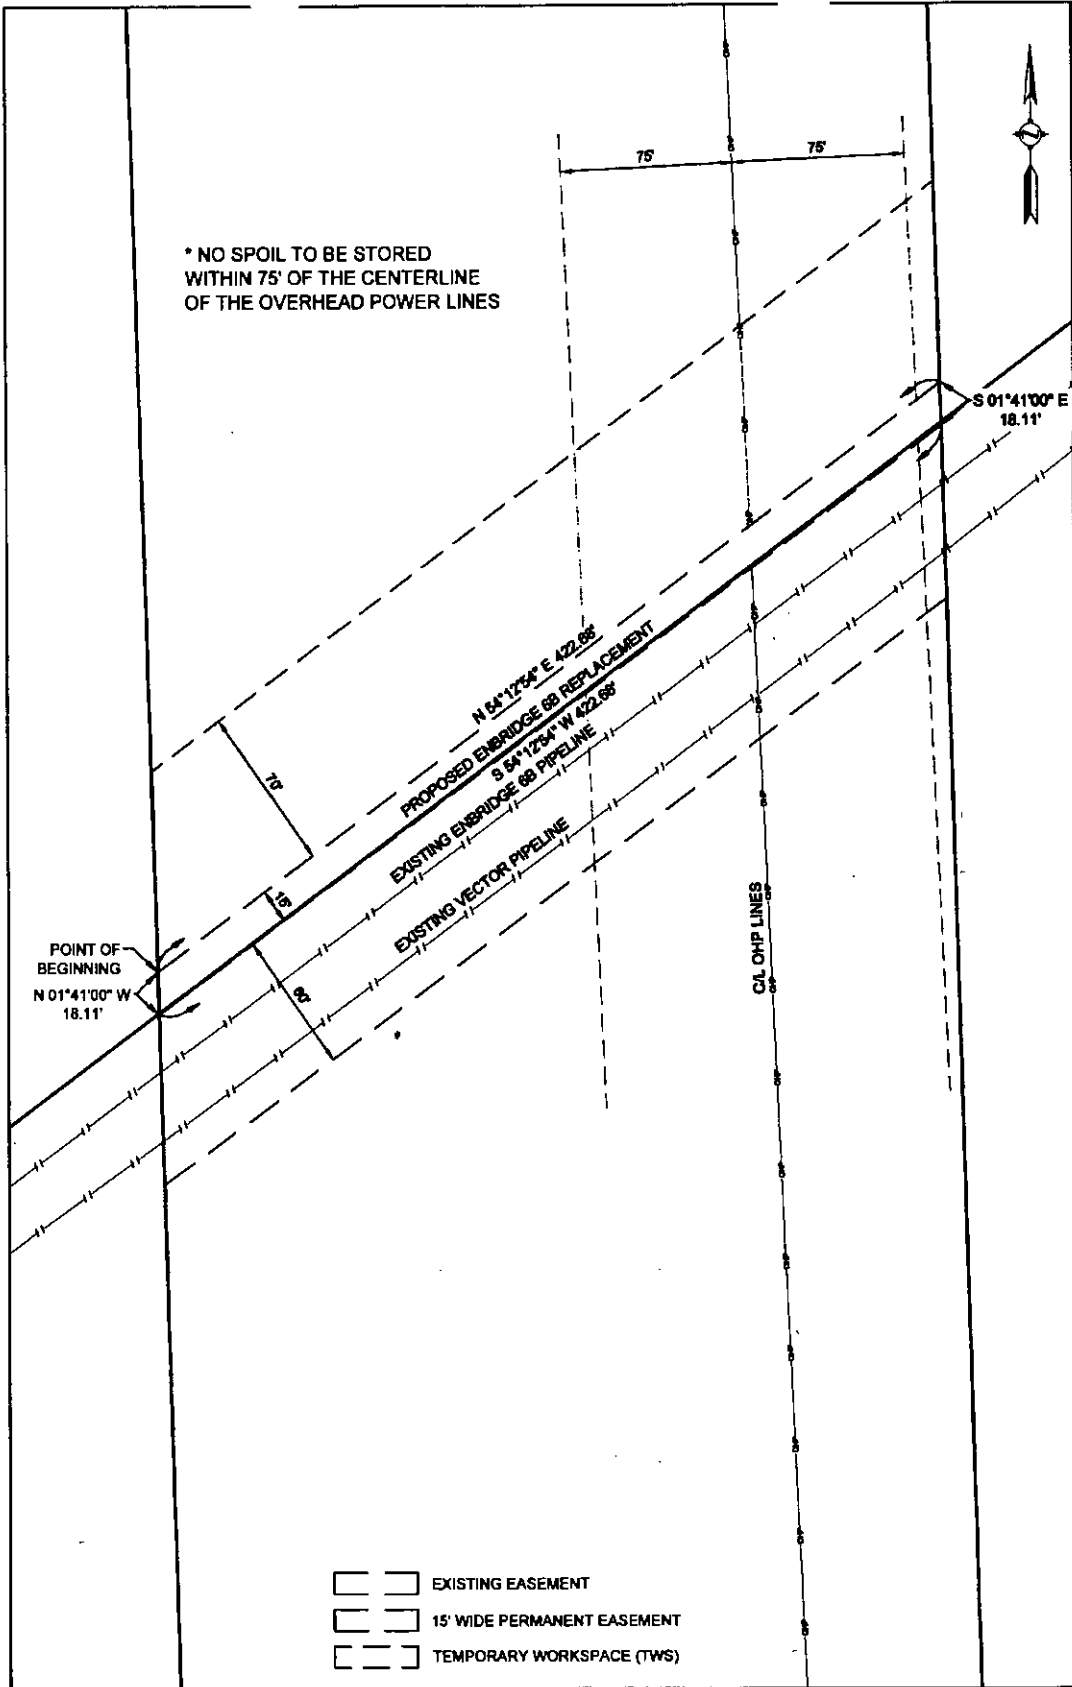 75'
75'
* NO SPOIL TO BE STORED
WITHIN 75' OF THE CENTERLINE
OF THE OVERHEAD POWER LINES
S 01°41'00" E
18.11'
N 54°12'54" E 422.68'
PROPOSED ENBRIDGE 6B REPLACEMENT
S 54°12'54" W 422.68'
EXISTING ENBRIDGE 6B PIPELINE
EXISTING VECTOR PIPELINE
70'
15'
60'
POINT OF
BEGINNING
N 01°41'00" W
18.11'
C/L OHP LINES
EXISTING EASEMENT
15' WIDE PERMANENT EASEMENT
TEMPORARY WORKSPACE (TWS)